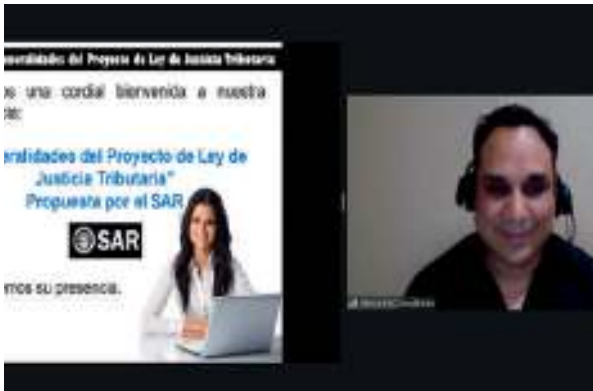 eneralidades del Proyecto de Ley de Justicia Tributaria
os una cordial bienvenida a nuestra
eralidades del Proyecto de Ley de
Justicia Tributaria"
Propuesta por el SAR
SAR
mos su presencia.